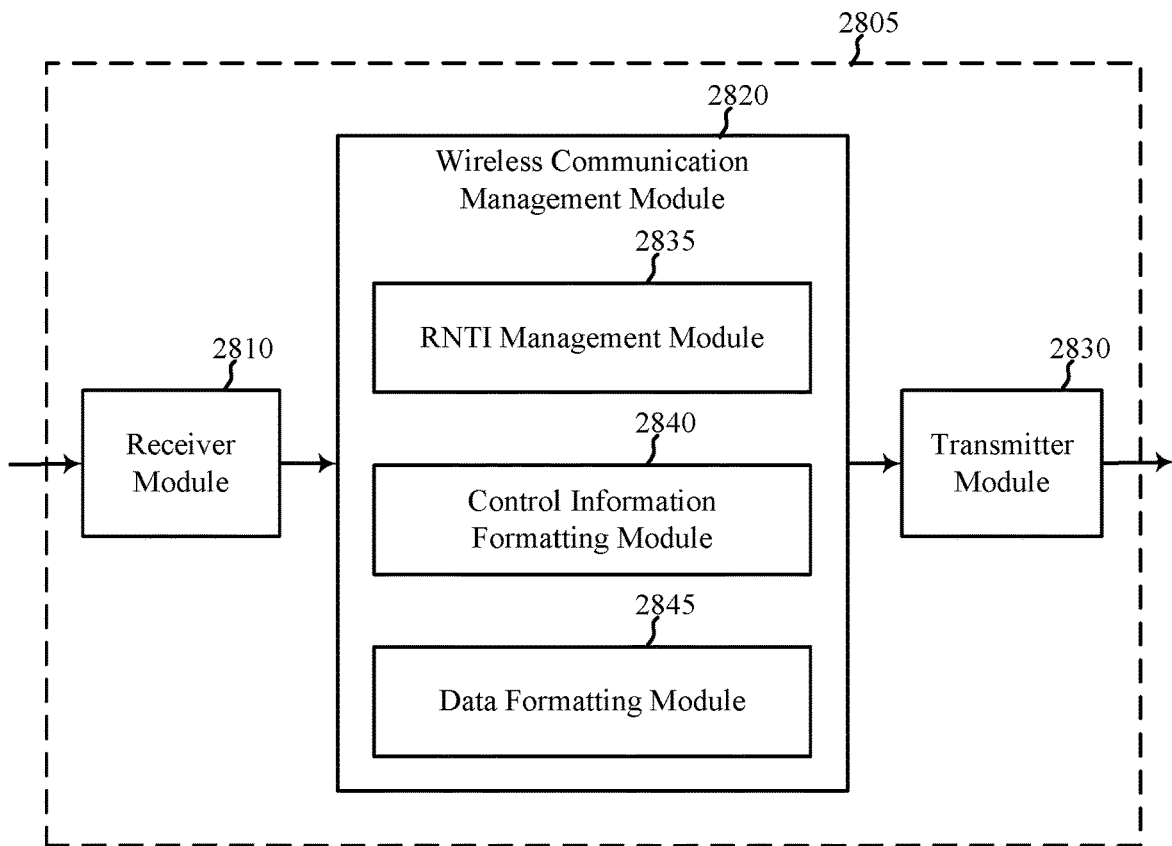 2805
2820
Wireless Communication
Management Module
2835
RNTI Management Module
2810
Receiver
Module
2840
Control Information
Formatting Module
2830
Transmitter
Module
2845
Data Formatting Module